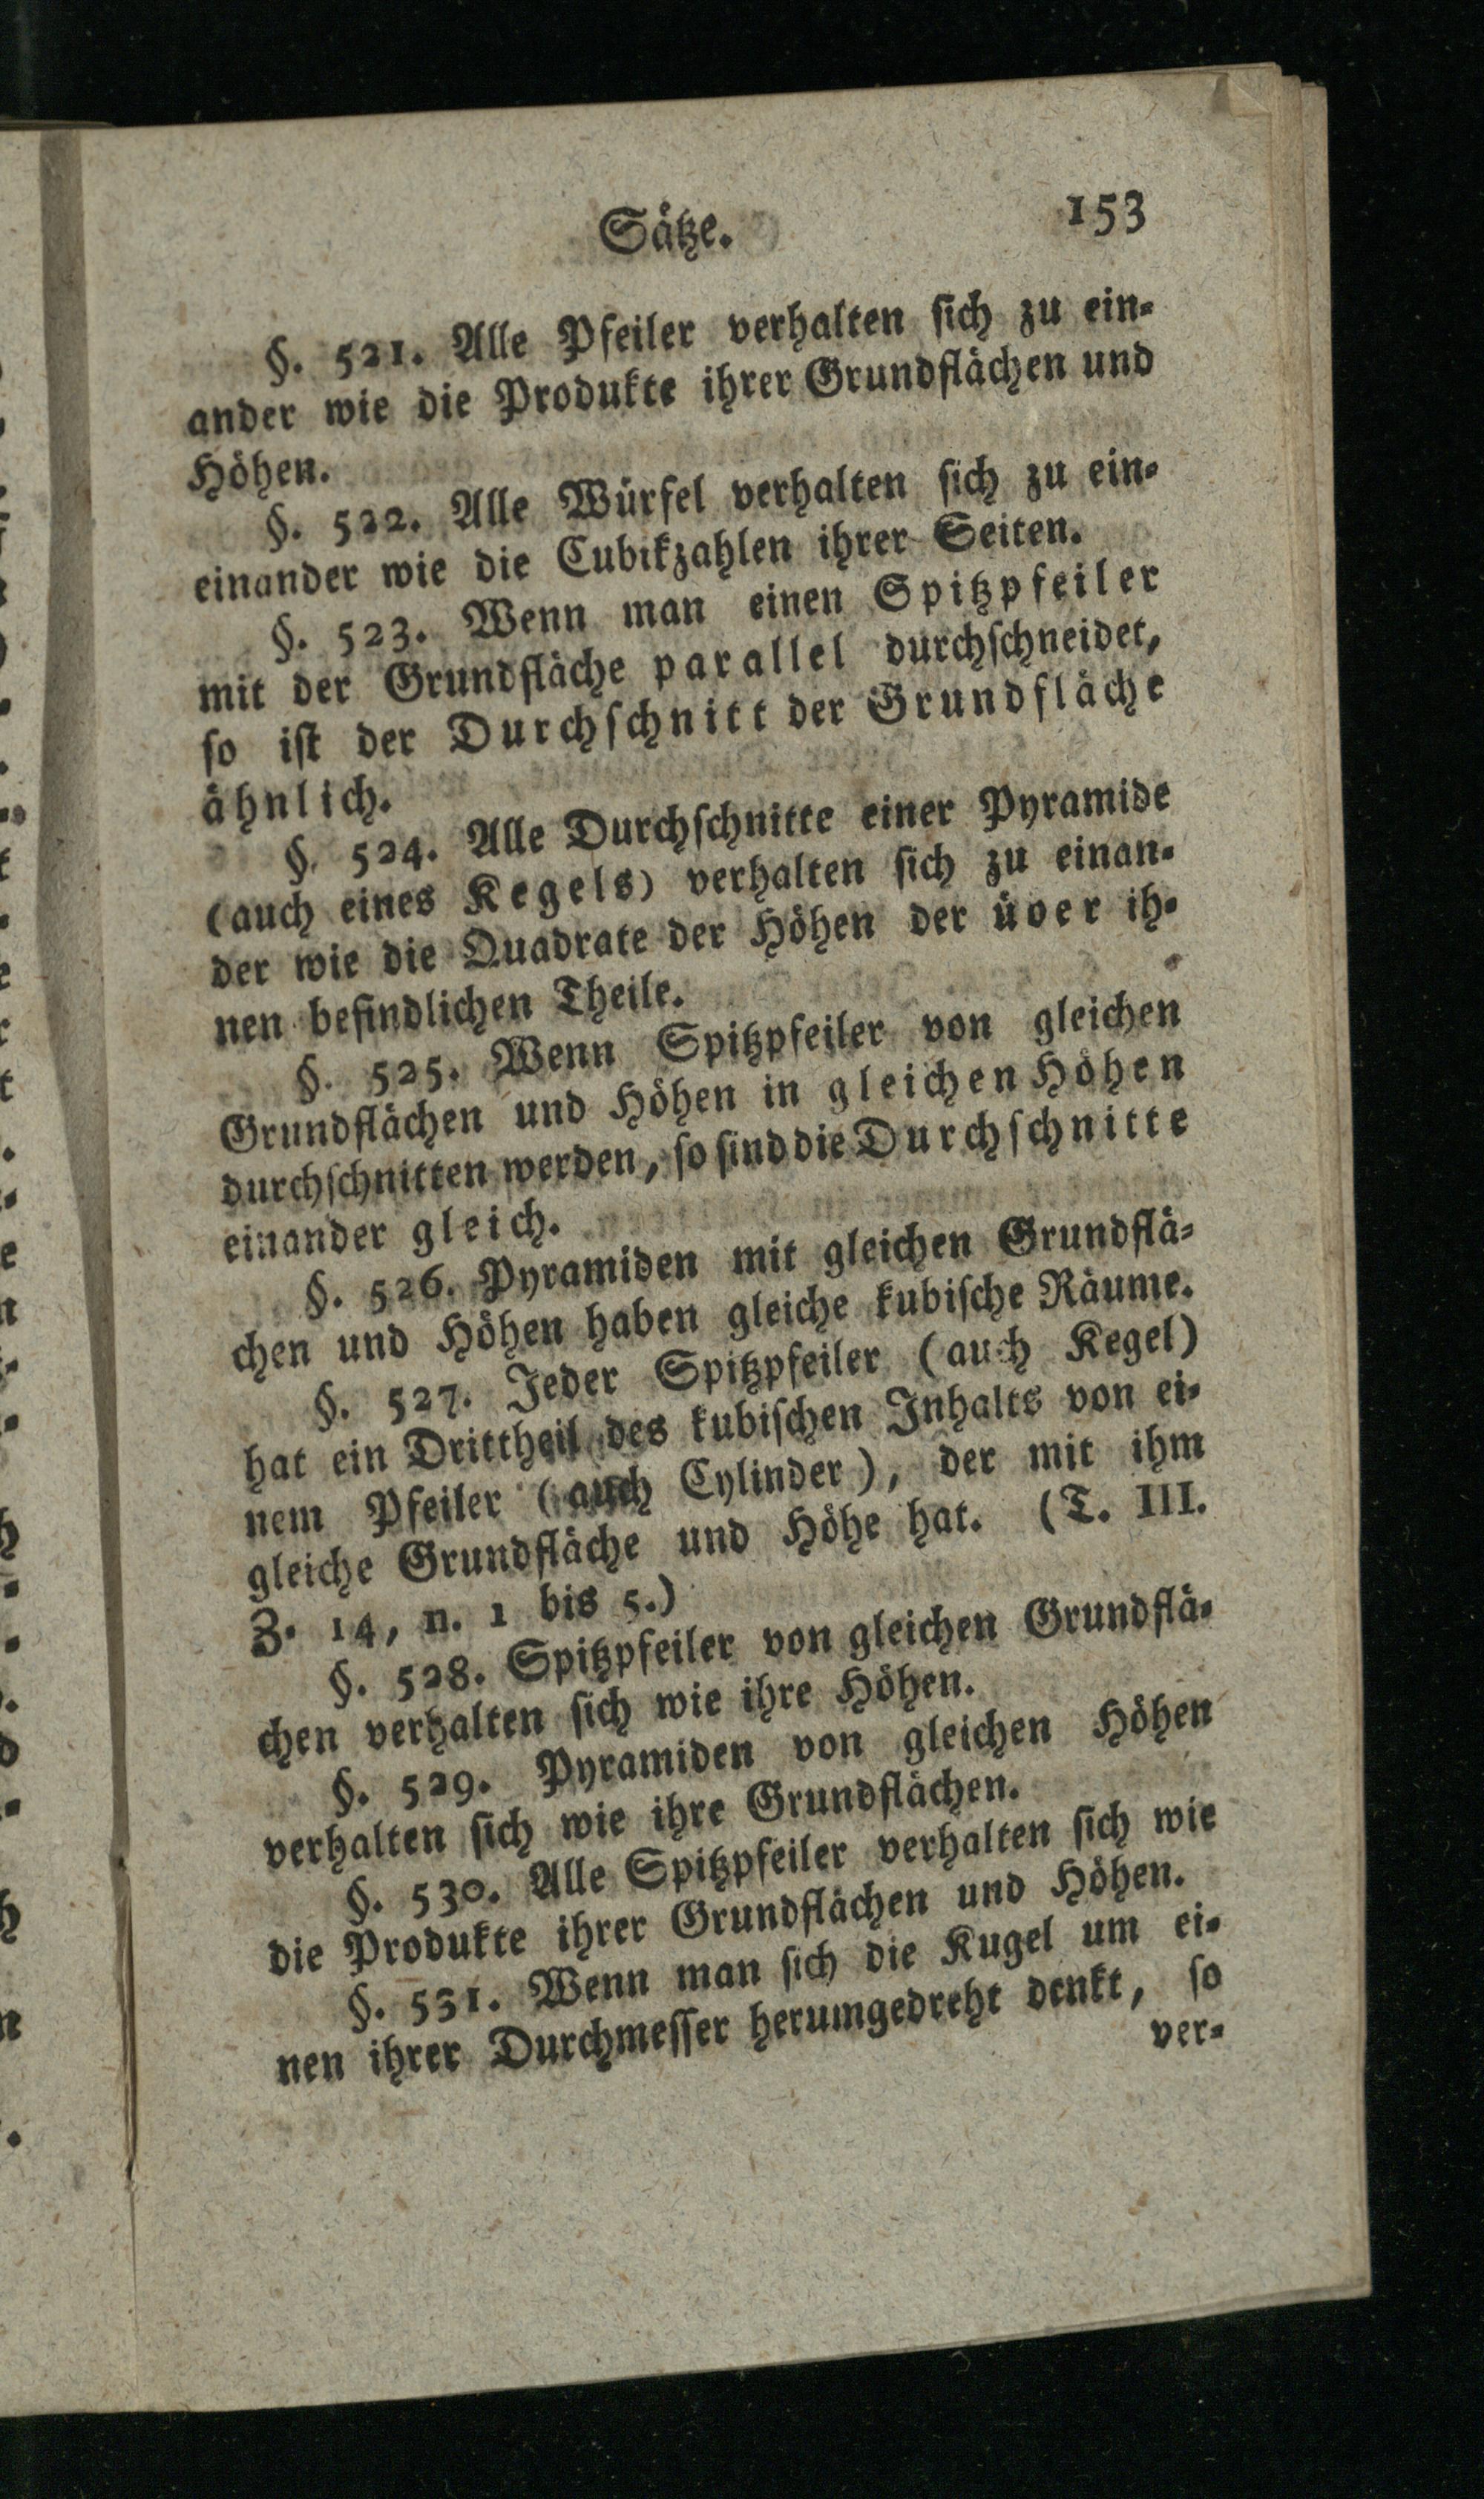 Sätze. 153
§. 521. Alle Pfeiler verhalten sich zu ein-
ander wie die Produkte ihrer Grundflächen und
Höhen.
§. 522. Alle Würfel verhalten sich zu ein-
einander wie die Cubikzahlen ihrer Seiten.
§. 523. Wenn man einen Spitzpfeiler
mit der Grundfläche parallel durchschneidet,
so ist der Durchschnitt der Grundfläche
ähnlich.
§. 524. Alle Durchschnitte einer Pyramide
(auch eines Kegels) verhalten sich zu einan-
der wie die Quadrate der Höhen der über ih-
nen befindlichen Theile.
§. 525. Wenn Spitzpfeiler von gleichen
Grundflächen und Höhen in gleichen Höhen
durchschnitten werden, so sind die Durchschnitte
einander gleich.
§. 526. Pyramiden mit gleichen Grundflä-
chen und Höhen haben gleiche kubische Räume.
§. 527. Jeder Spitzpfeiler (auch Kegel)
hat ein Drittheil des kubischen Inhalts von ei-
nem Pfeiler (auch Cylinder), der mit ihm
gleiche Grundfläche und Höhe hat. (T. III.
Z. 14, n. 1 bis 5.)
§. 528. Spitzpfeiler von gleichen Grundflä-
chen verhalten sich wie ihre Höhen.
§. 529. Pyramiden von gleichen Höhen
verhalten sich wie ihre Grundflächen.
§. 530. Alle Spitzpfeiler verhalten sich wie
die Produkte ihrer Grundflächen und Höhen.
§. 531. Wenn man sich die Kugel um ei-
nen ihrer Durchmesser herumgedreht denkt, so
ver-